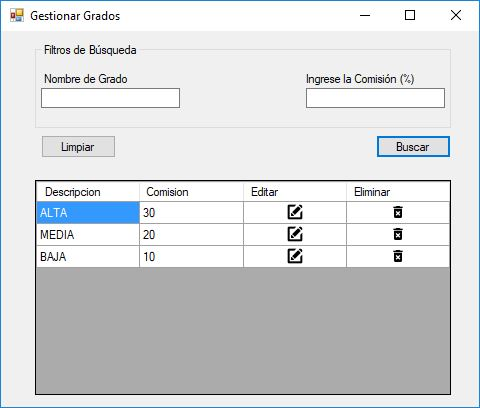 Gestionar Grados
Filtros de Búsqueda
Nombre de Grado Ingrese la Comisión (%)
Limpiar Buscar
Descripcion Comision Editar Eliminar
ALTA 30
MEDIA 20
BAJA 10